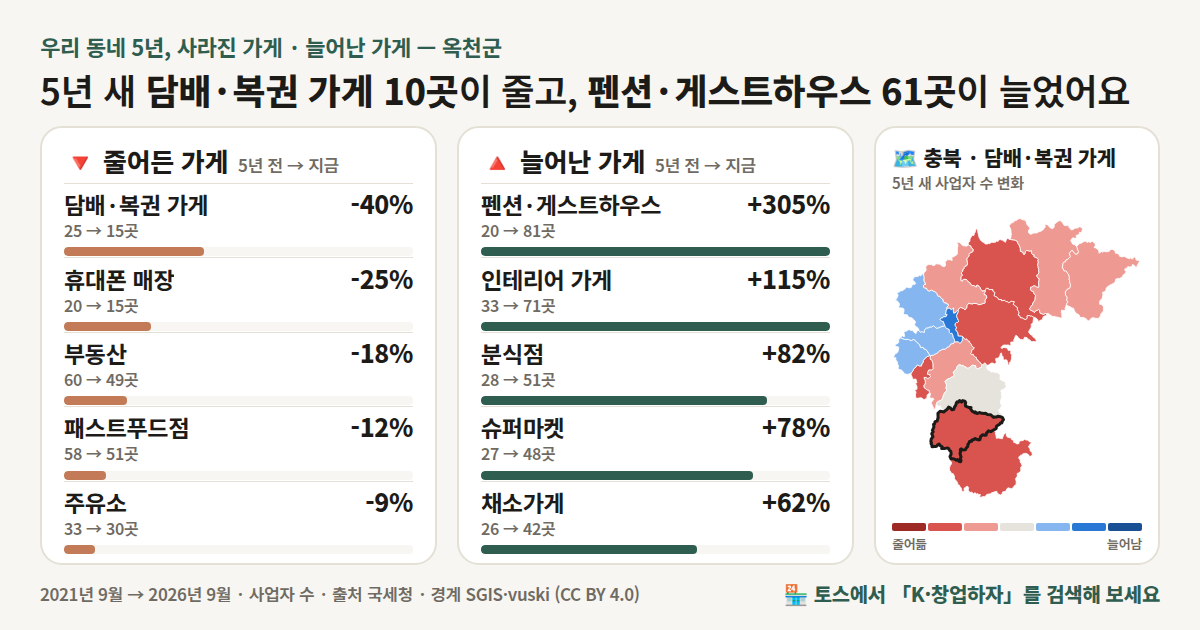 우리 동네 5년, 사라진 가게 · 늘어난 가게 — 옥천군
5년 새 담배·복권 가게 10곳이 줄고, 펜션·게스트하우스 61곳이 늘었어요
🔻 줄어든 가게 5년 전 → 지금
담배·복권 가게 -40%
25 → 15곳
휴대폰 매장 -25%
20 → 15곳
부동산 -18%
60 → 49곳
패스트푸드점 -12%
58 → 51곳
주유소 -9%
33 → 30곳
🔺 늘어난 가게 5년 전 → 지금
펜션·게스트하우스 +305%
20 → 81곳
인테리어 가게 +115%
33 → 71곳
분식점 +82%
28 → 51곳
슈퍼마켓 +78%
27 → 48곳
채소가게 +62%
26 → 42곳
🗺️ 충북 · 담배·복권 가게
5년 새 사업자 수 변화
줄어듦 늘어남
2021년 9월 → 2026년 9월 · 사업자 수 · 출처 국세청 · 경계 SGIS·vuski (CC BY 4.0)
🏪 토스에서 「K·창업하자」를 검색해 보세요